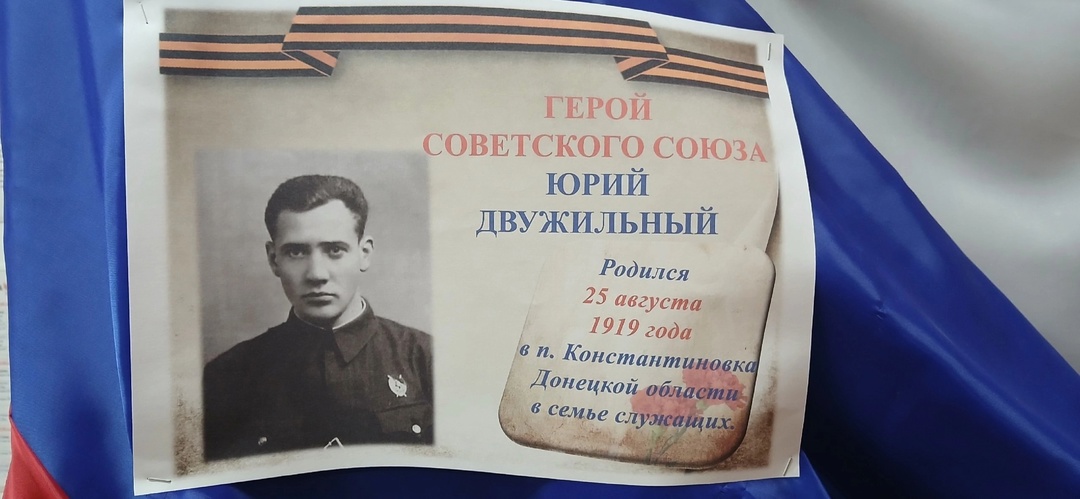 ГЕРОЙ
СОВЕТСКОГО СОЮЗА
ЮРИЙ
ДВУЖИЛЬНЫЙ
Родился
25 августа
1919 года
в п. Константиновка
Донецкой области
в семье служащих.